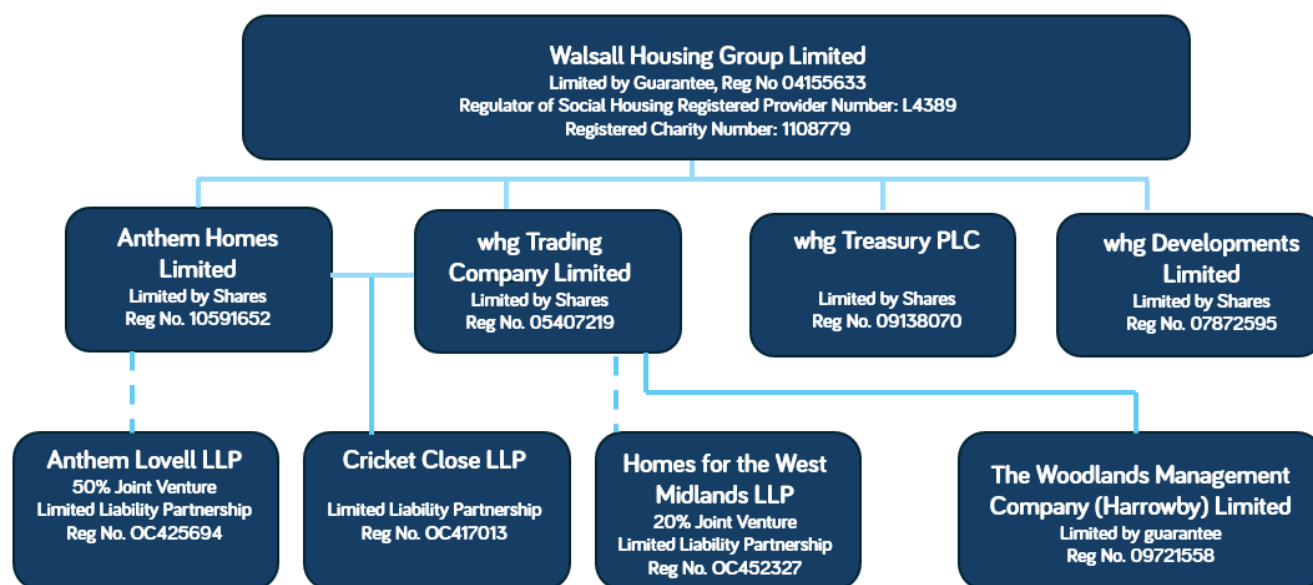 Walsall Housing Group Limited
Limited by Guarantee, Reg No 04155633
Regulator of Social Housing Registered Provider Number: L4389
Registered Charity Number: 1108779
Anthem Homes
Limited
Limited by Shares
Reg No. 10591652
whg Trading
Company Limited
Limited by Shares
Reg No. 05407219
whg Treasury PLC
Limited by Shares
Reg No. 09138070
whg Developments
Limited
Limited by Shares
Reg No. 07872595
Anthem Lovell LLP
50% Joint Venture
Limited Liability Partnership
Reg No. OC425694
Cricket Close LLP
Limited Liability Partnership
Reg No. OC417013
Homes for the West
Midlands LLP
20% Joint Venture
Limited Liability Partnership
Reg No. OC452327
The Woodlands Management
Company (Harrowby) Limited
Limited by guarantee
Reg No. 09721558